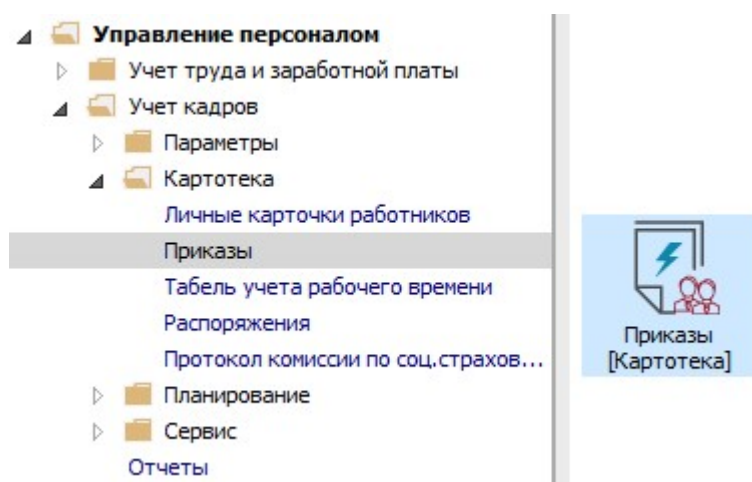 Управление персоналом
Учет труда и заработной платы
Учет кадров
Параметры
Картотека
Личные карточки работников
Приказы
Табель учета рабочего времени
Распоряжения
Протокол комиссии по соц.страхов...
Планирование
Сервис
Отчеты
Приказы
[Картотека]